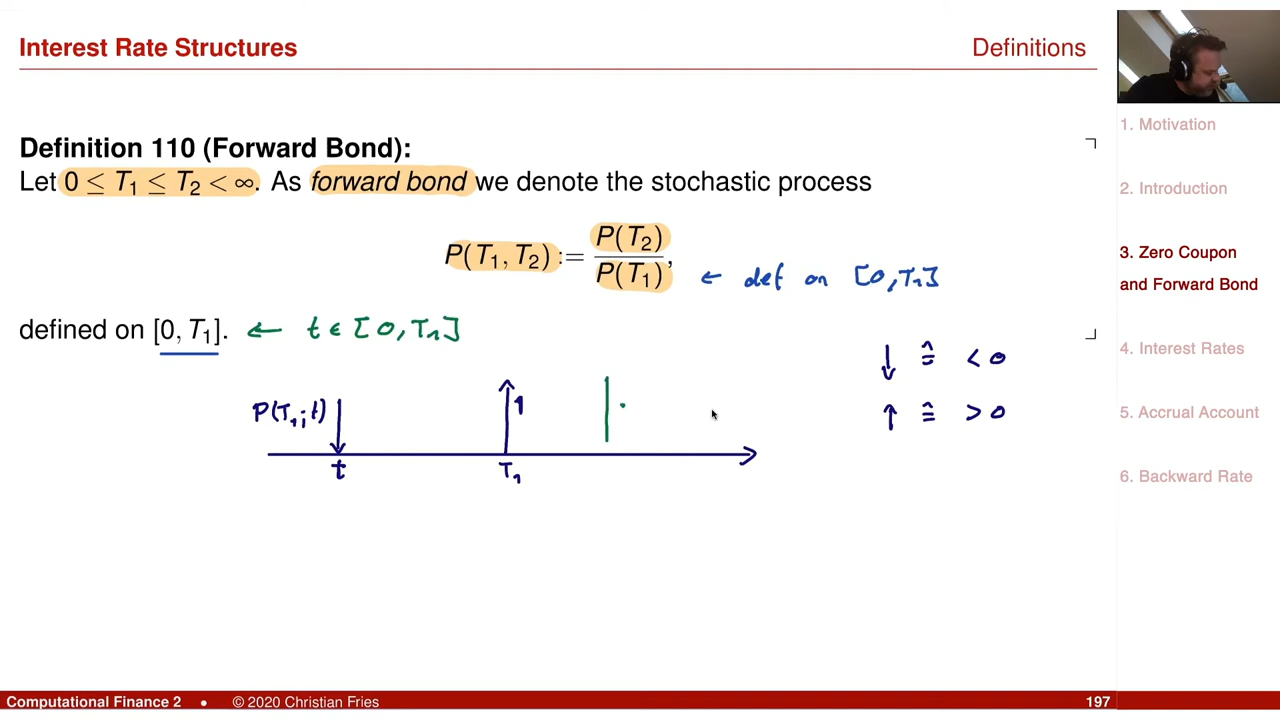 Interest Rate Structures
Definitions
Definition 110 (Forward Bond):
Let 0 ≤ T₁ ≤ T₂ < ∞. As forward bond we denote the stochastic process
P(T₁, T₂) := P(T₂) / P(T₁),
← def on [0, T₁]
defined on [0, T₁].
← t ∈ [0, T₁]
↓ ≙ < 0
↑ ≙ > 0
P(T₁; t)
1
t
T₁
1. Motivation
2. Introduction
3. Zero Coupon
and Forward Bond
4. Interest Rates
5. Accrual Account
6. Backward Rate
Computational Finance 2 • © 2020 Christian Fries
197